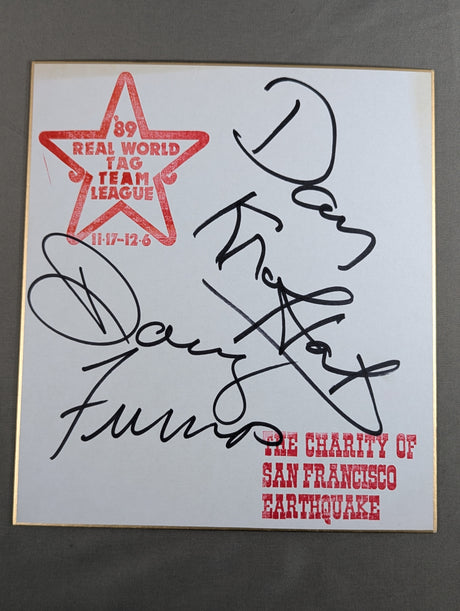 '89
REAL WORLD
TAG
TEAM
LEAGUE
11·17-12·6
Dan
Kroffat
Doug
Furnas
THE CHARITY OF
SAN FRANCISCO
EARTHQUAKE